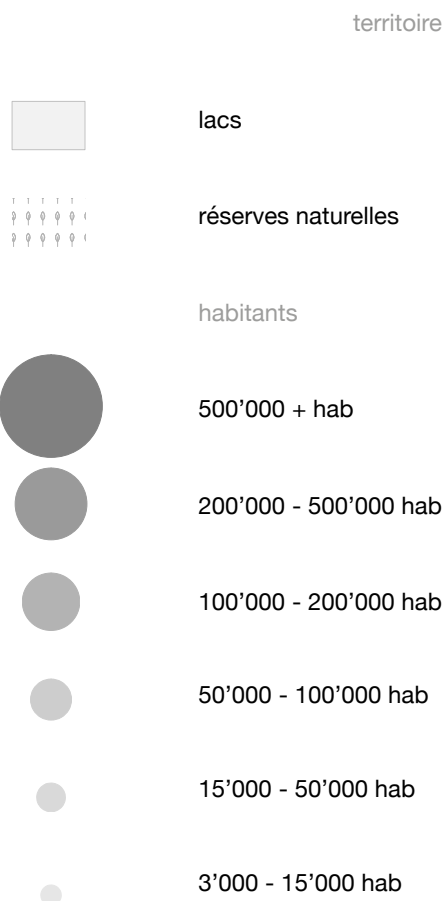 territoire
lacs
réserves naturelles
habitants
500’000 + hab
200’000 - 500’000 hab
100’000 - 200’000 hab
50’000 - 100’000 hab
15’000 - 50’000 hab
3’000 - 15’000 hab